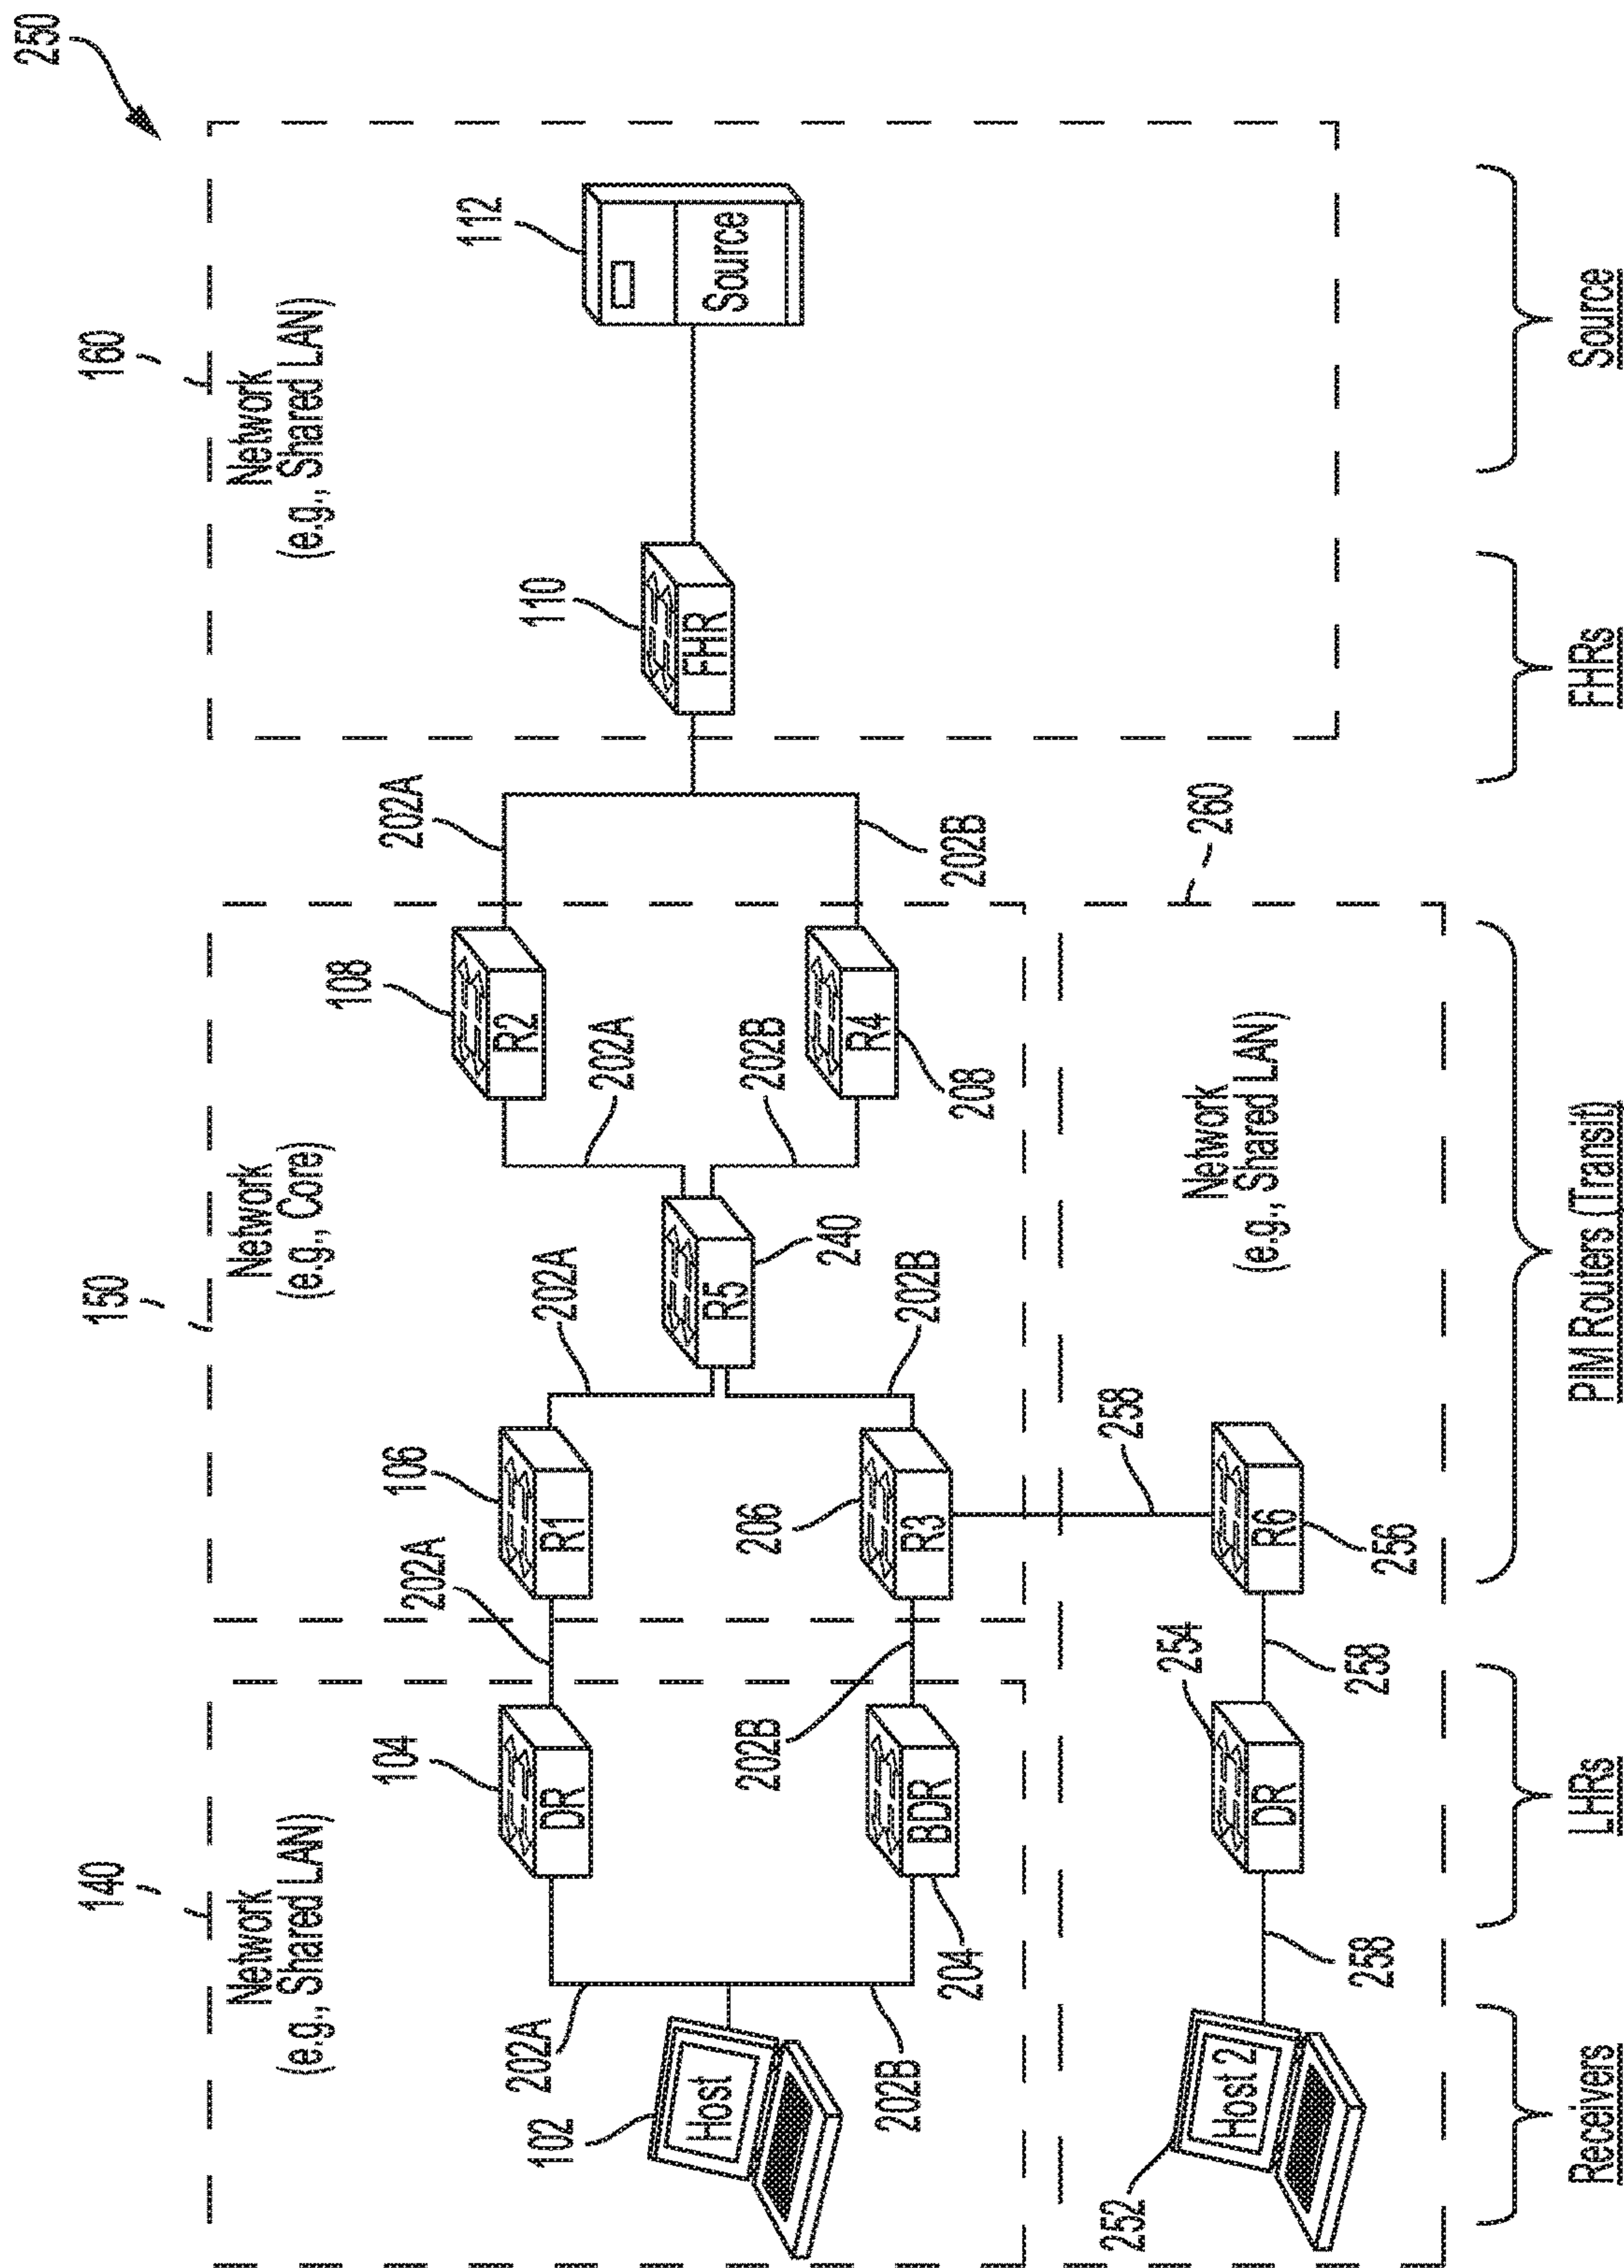 250
140
Network
(e.g., Shared LAN)
150
Network
(e.g., Core)
160
Network
(e.g., Shared LAN)
102
Host
202A
202B
104
DR
204
BDR
202A
202B
106
R1
206
R3
202A
202B
240
R5
202A
202B
108
R2
208
R4
202A
202B
110
FHR
112
Source
260
Network
(e.g., Shared LAN)
252
Host 2
258
254
DR
258
256
R6
258
Receivers
LHRs
PIM Routers (Transit)
FHRs
Source